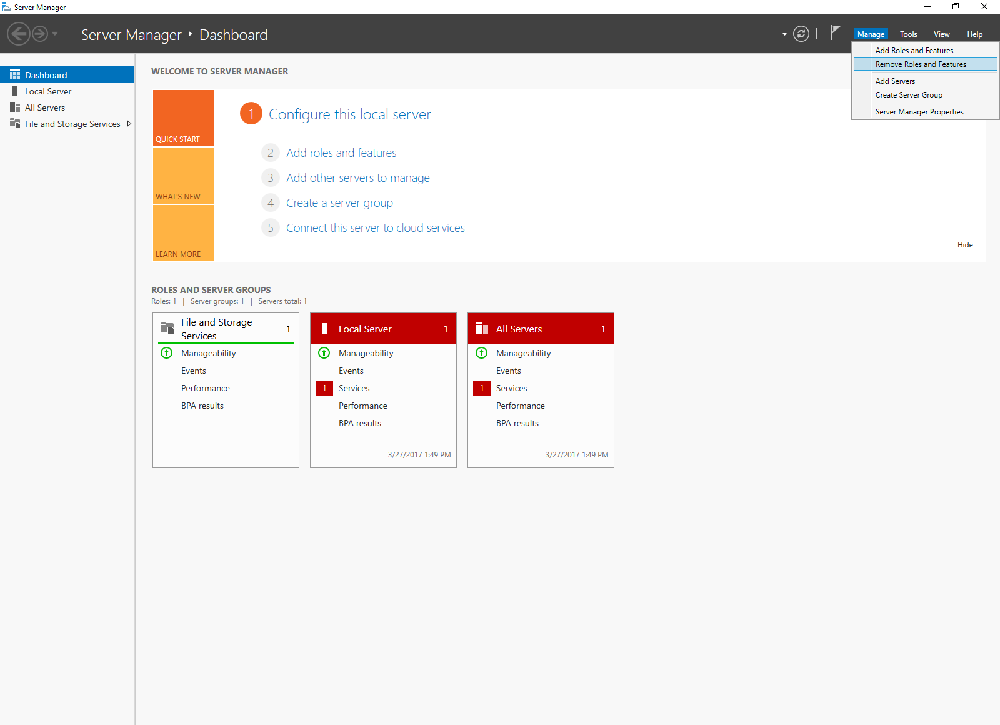 Server Manager
Server Manager ‣ Dashboard
Manage Tools View Help
Add Roles and Features
Remove Roles and Features
Add Servers
Create Server Group
Server Manager Properties
Dashboard
Local Server
All Servers
File and Storage Services
WELCOME TO SERVER MANAGER
QUICK START
WHAT'S NEW
LEARN MORE
1 Configure this local server
2 Add roles and features
3 Add other servers to manage
4 Create a server group
5 Connect this server to cloud services
Hide
ROLES AND SERVER GROUPS
Roles: 1 | Server groups: 1 | Servers total: 1
File and Storage
Services 1
Manageability
Events
Performance
BPA results
Local Server 1
Manageability
Events
1 Services
Performance
BPA results
3/27/2017 1:49 PM
All Servers 1
Manageability
Events
1 Services
Performance
BPA results
3/27/2017 1:49 PM